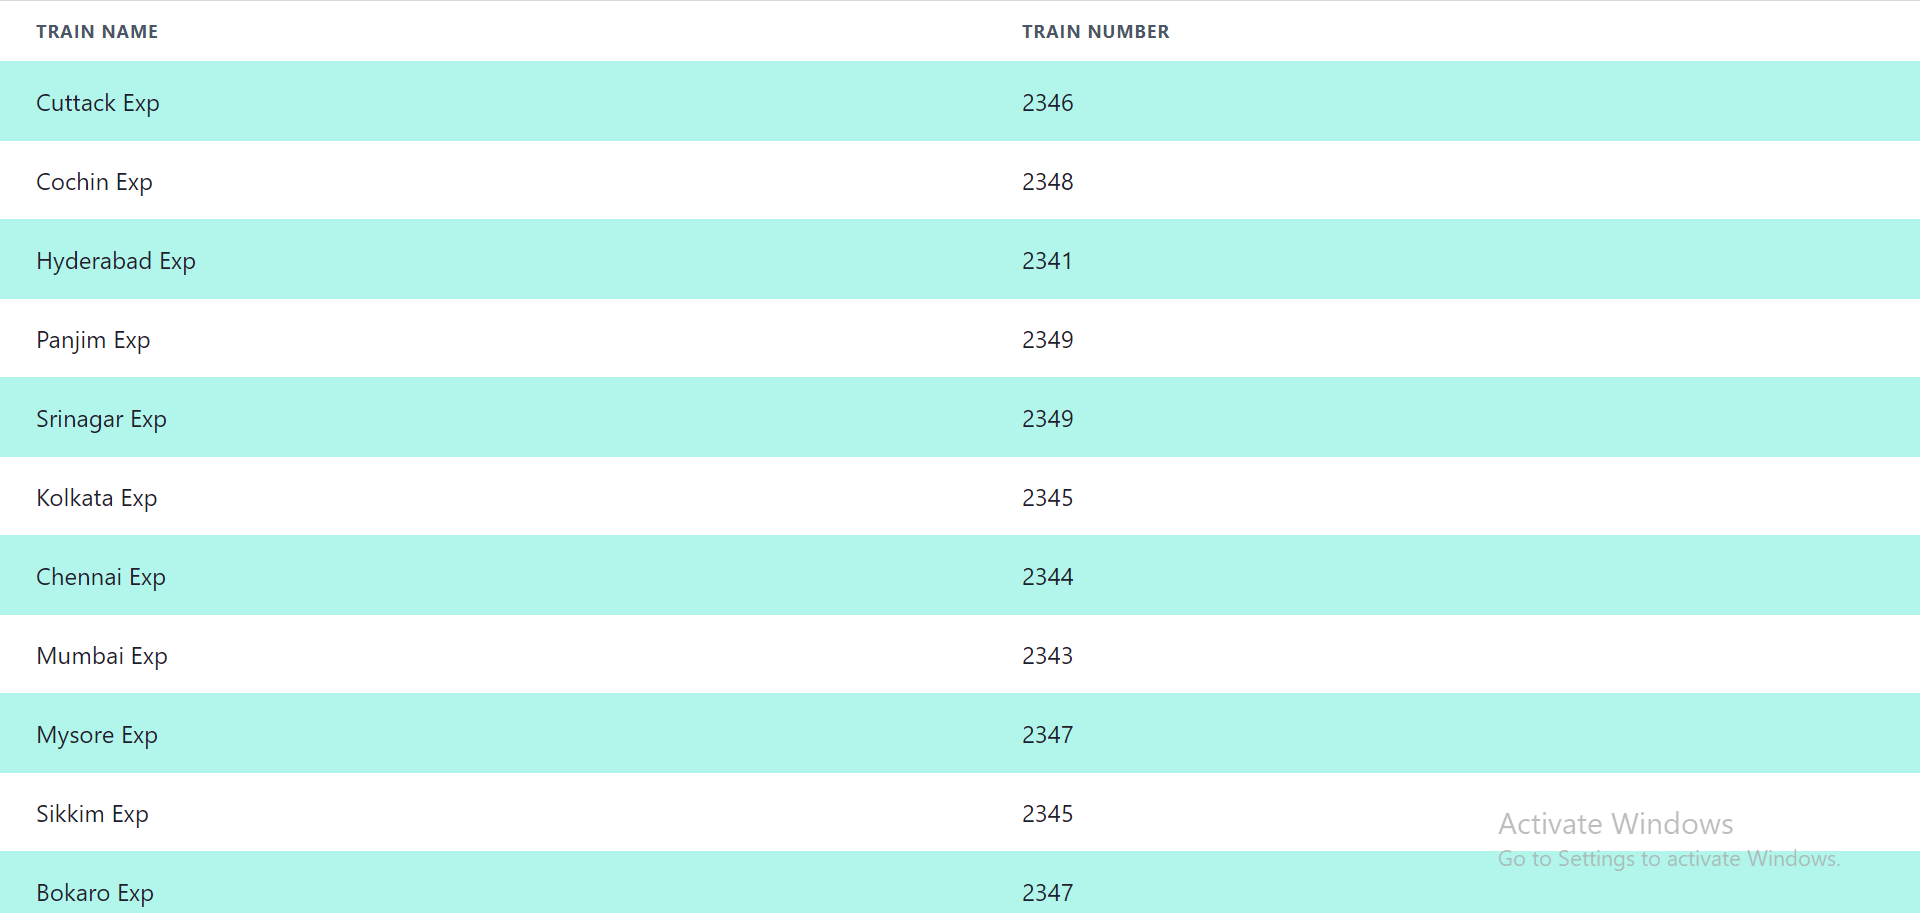 TRAIN NAME TRAIN NUMBER
Cuttack Exp 2346
Cochin Exp 2348
Hyderabad Exp 2341
Panjim Exp 2349
Srinagar Exp 2349
Kolkata Exp 2345
Chennai Exp 2344
Mumbai Exp 2343
Mysore Exp 2347
Sikkim Exp 2345
Activate Windows
Go to Settings to activate Windows.
Bokaro Exp 2347